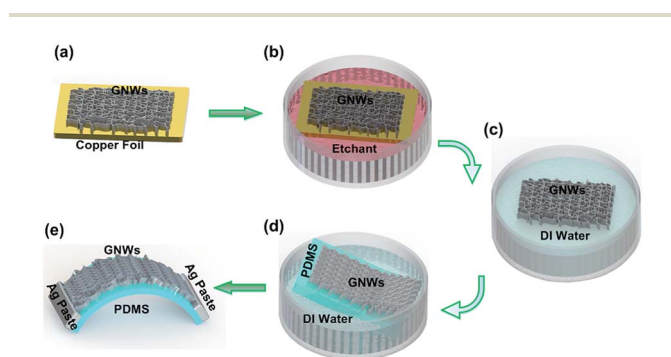 (a)
GNWs
Copper Foil
(b)
GNWs
Etchant
(c)
GNWs
DI Water
(d)
PDMS
GNWs
DI Water
(e)
GNWs
Ag Paste
PDMS
Ag Paste